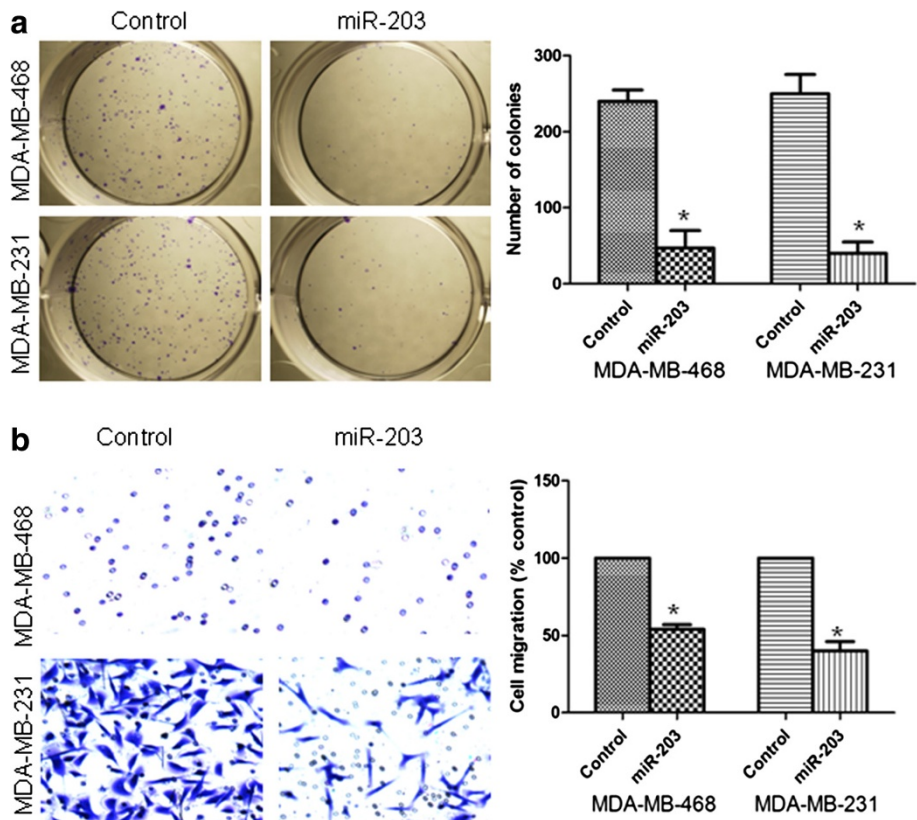 a
Control miR-203
MDA-MB-468
MDA-MB-231
Number of colonies
300
200
100
0
*
*
Control miR-203 Control miR-203
MDA-MB-468 MDA-MB-231
b
Control miR-203
MDA-MB-468
MDA-MB-231
Cell migration (% control)
150
100
50
0
*
*
Control miR-203 Control miR-203
MDA-MB-468 MDA-MB-231